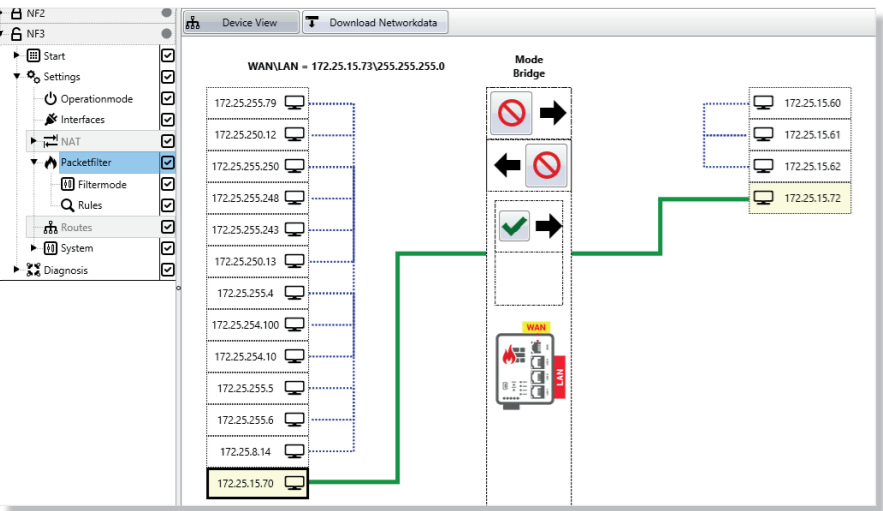 NF2
NF3
Start
Settings
Operationmode
Interfaces
NAT
Packetfilter
Filtermode
Rules
Routes
System
Diagnosis
Device View
Download Networkdata
WAN\LAN = 172.25.15.73\255.255.255.0
Mode
Bridge
172.25.255.79
172.25.250.12
172.25.255.250
172.25.255.248
172.25.255.243
172.25.250.13
172.25.255.4
172.25.254.100
172.25.254.10
172.25.255.5
172.25.255.6
172.25.8.14
172.25.15.70
WAN
LAN
172.25.15.60
172.25.15.61
172.25.15.62
172.25.15.72